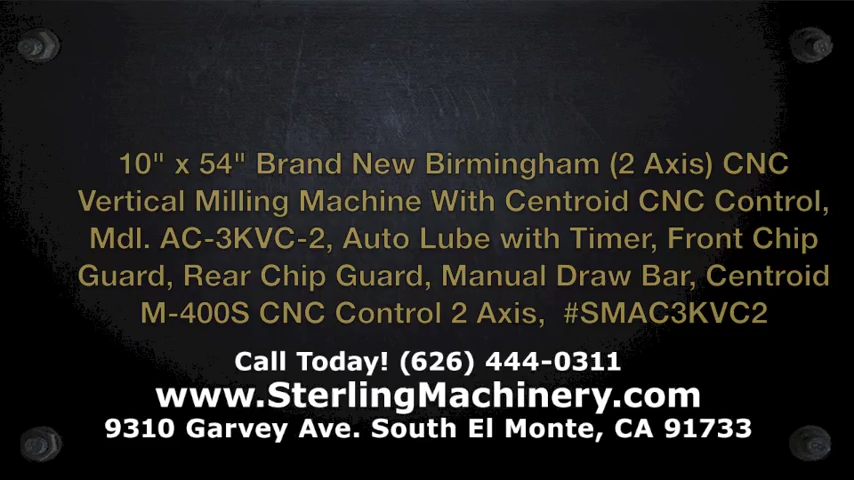 10" x 54" Brand New Birmingham (2 Axis) CNC
Vertical Milling Machine With Centroid CNC Control,
Mdl. AC-3KVC-2, Auto Lube with Timer, Front Chip
Guard, Rear Chip Guard, Manual Draw Bar, Centroid
M-400S CNC Control 2 Axis,  #SMAC3KVC2
Call Today! (626) 444-0311
www.SterlingMachinery.com
9310 Garvey Ave. South El Monte, CA 91733